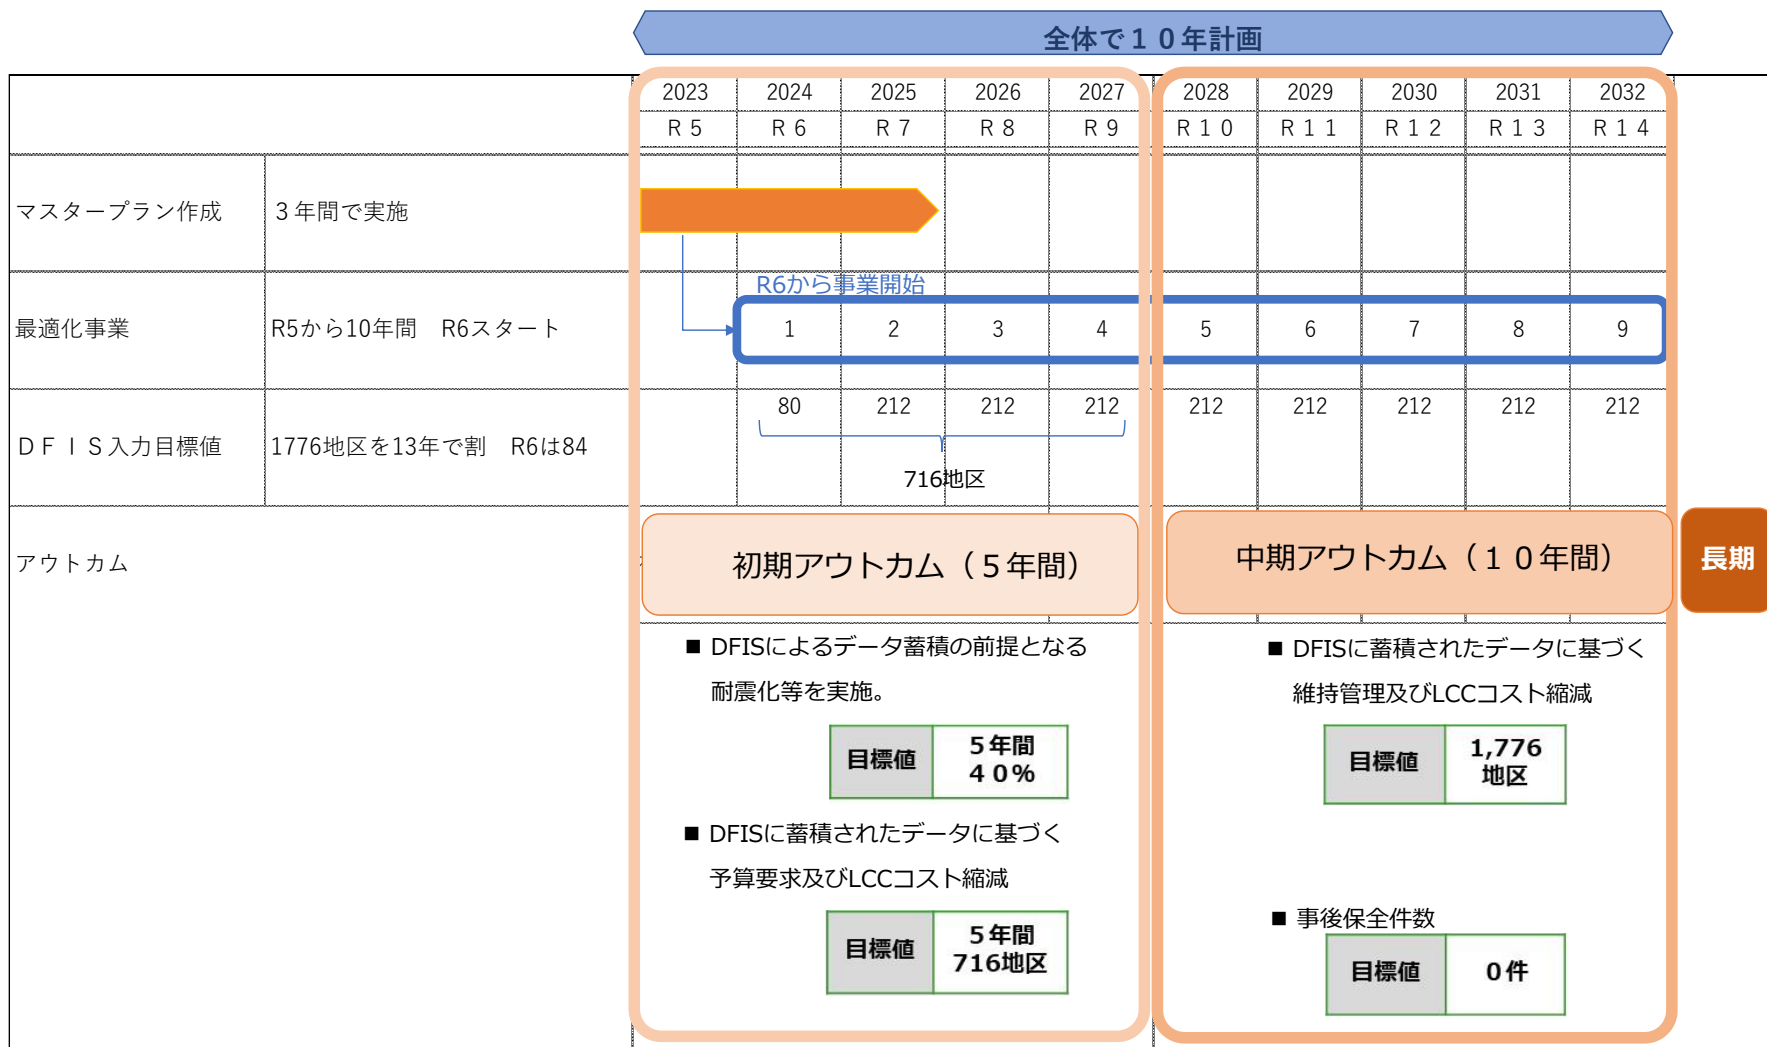 全体で１０年計画
2023 2024 2025 2026 2027 2028 2029 2030 2031 2032
R５ R６ R７ R８ R９ R１０ R１１ R１２ R１３ R１４
マスタープラン作成 ３年間で実施
R6から事業開始
最適化事業 R5から10年間　R6スタート 1 2 3 4 5 6 7 8 9
80 212 212 212 212 212 212 212 212
ＤＦＩＳ入力目標値 1776地区を13年で割　R6は84
716地区
アウトカム 初期アウトカム（５年間） 中期アウトカム（１０年間） 長期
■ DFISによるデータ蓄積の前提となる
耐震化等を実施。
目標値 ５年間
４０％
■ DFISに蓄積されたデータに基づく
予算要求及びLCCコスト縮減
目標値 ５年間
716地区
■ DFISに蓄積されたデータに基づく
維持管理及びLCCコスト縮減
目標値 1,776
地区
■ 事後保全件数
目標値 ０件